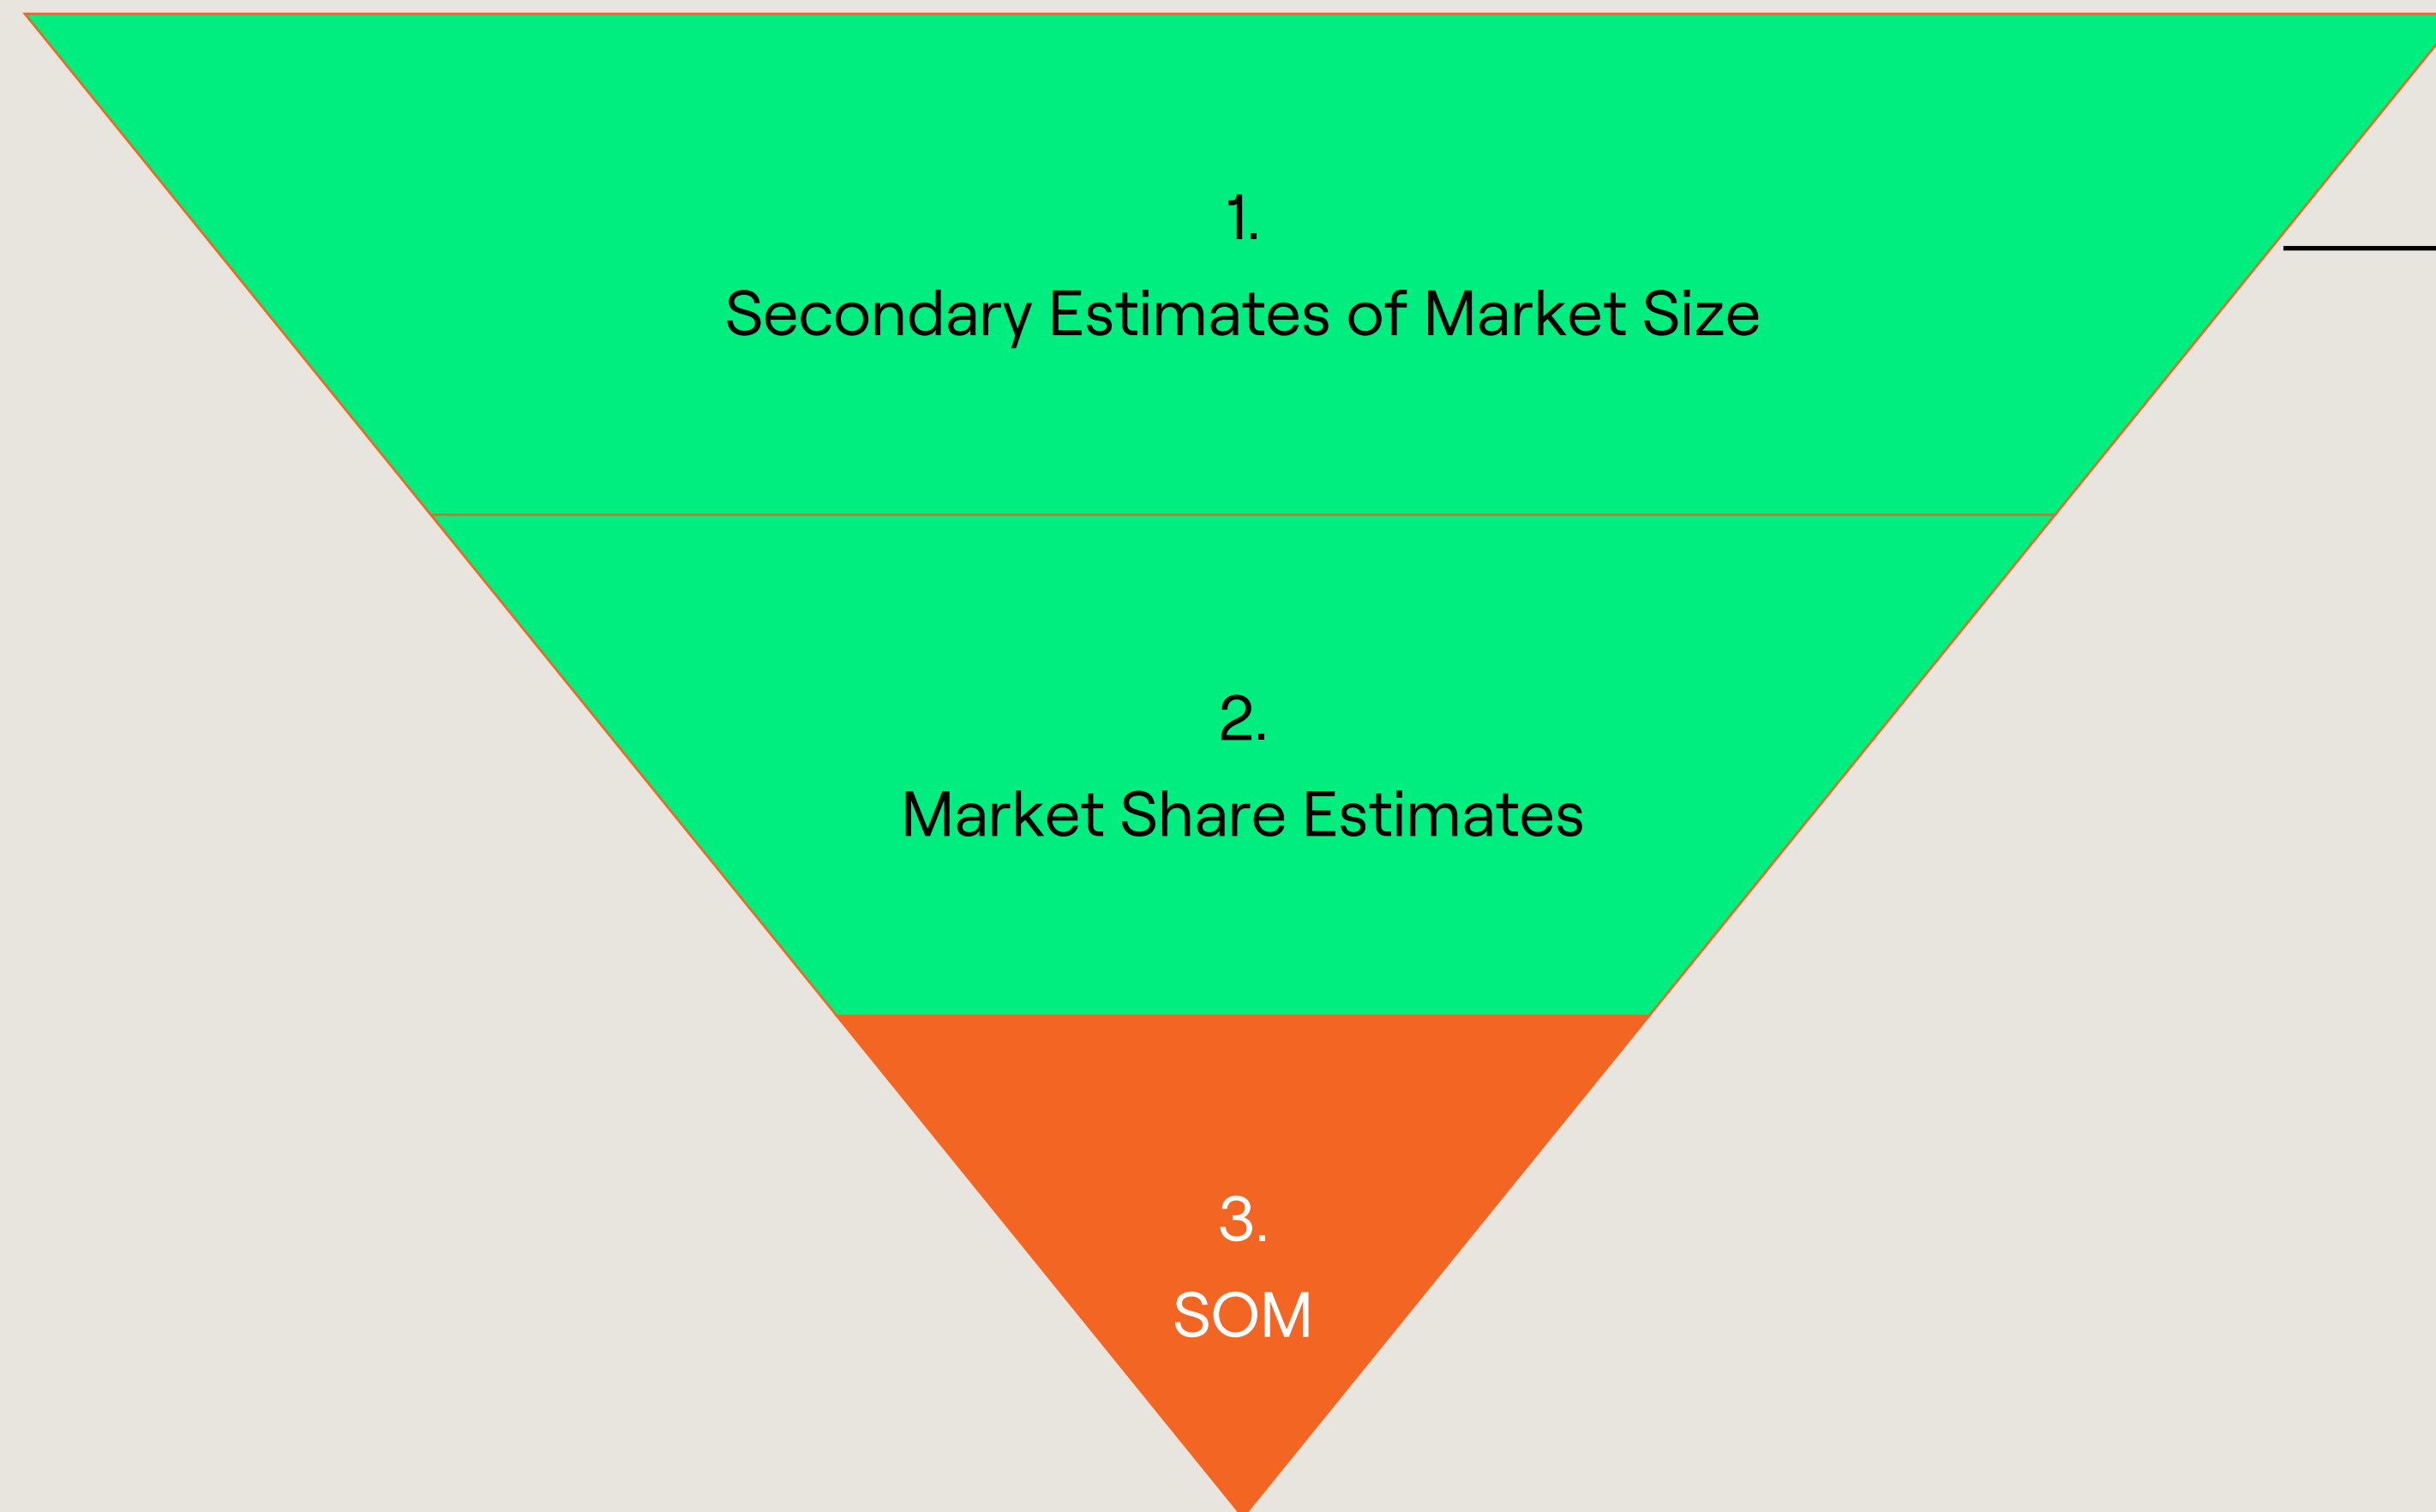 1.
Secondary Estimates of Market Size
2.
Market Share Estimates
3.
SOM